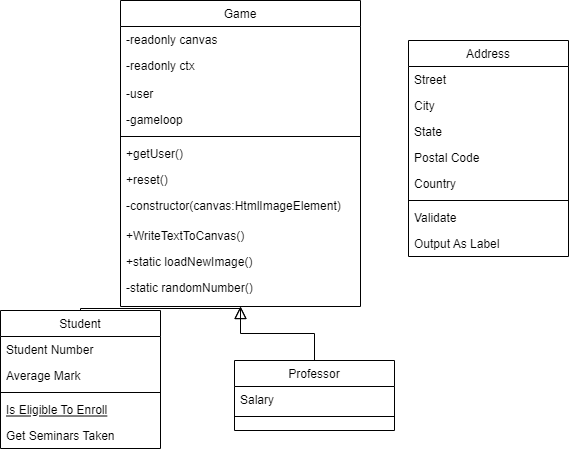 Game
-readonly canvas
-readonly ctx
-user
-gameloop
+getUser()
+reset()
-constructor(canvas:HtmlImageElement)
+WriteTextToCanvas()
+static loadNewImage()
-static randomNumber()
Address
Street
City
State
Postal Code
Country
Validate
Output As Label
Student
Student Number
Average Mark
Is Eligible To Enroll
Get Seminars Taken
Professor
Salary